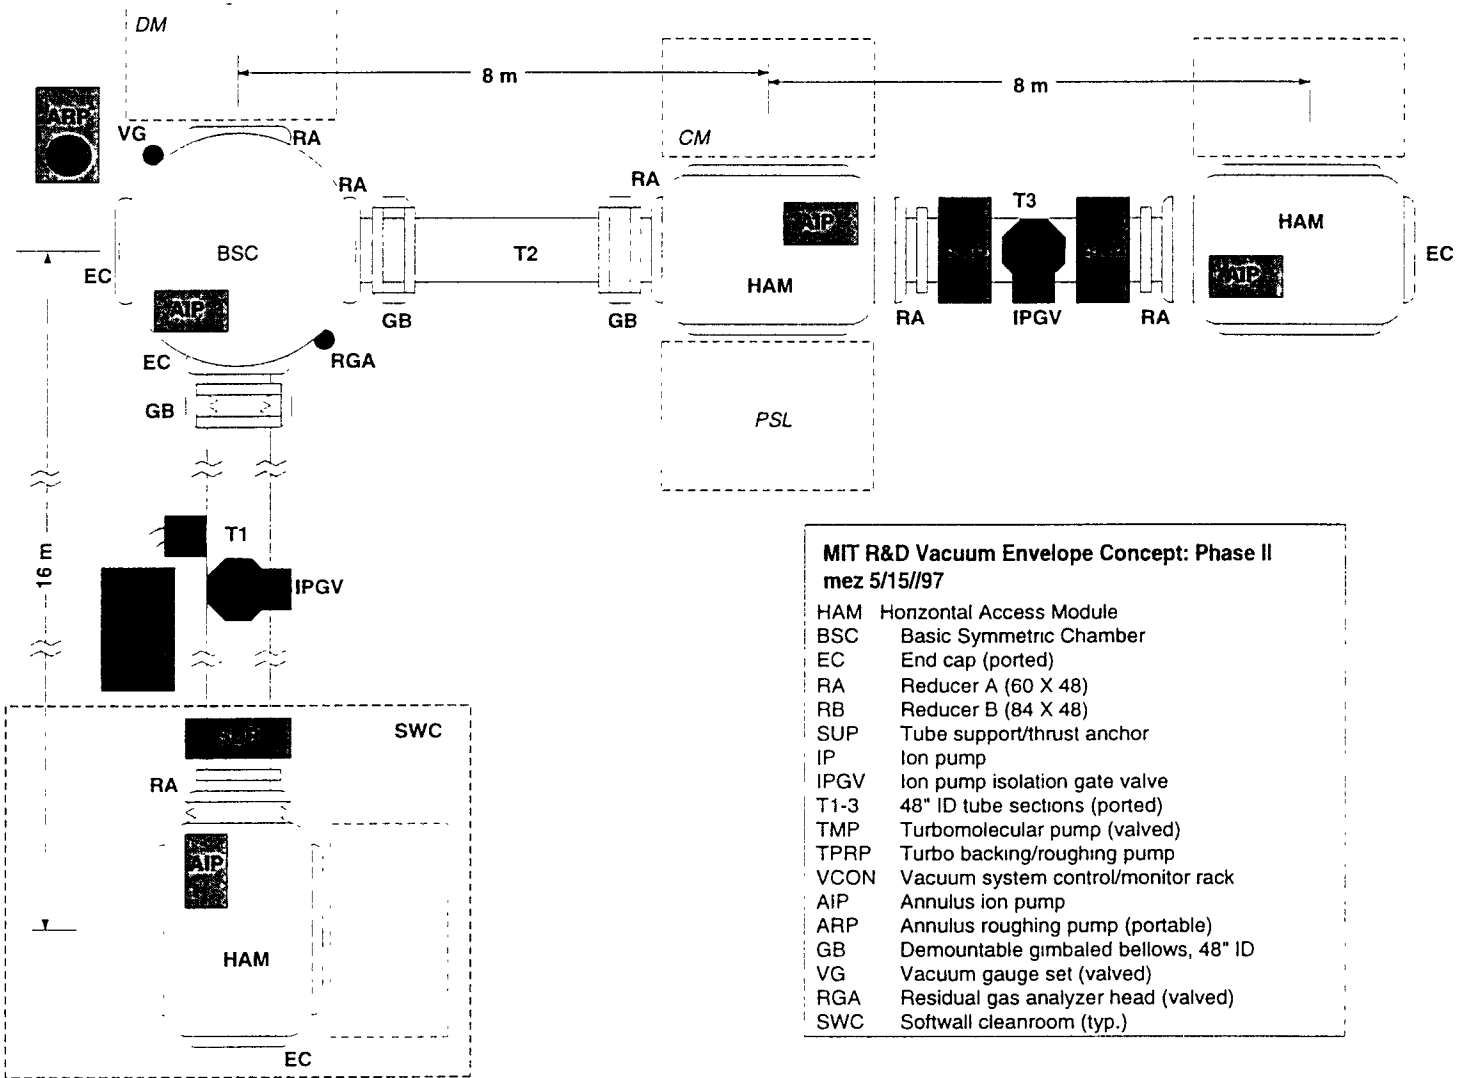 DM
8 m
8 m
ARP
VG
RA
CM
RA
RA
T3
AIP
HAM
BSC
T2
EC
EC
AIP
HAM
AIP
GB
GB
RA
IPGV
RA
EC
RGA
GB
PSL
T1
16 m
IPGV
SWC
SUP
RA
AIP
HAM
EC
MIT R&D Vacuum Envelope Concept: Phase II
mez 5/15//97
HAM Horizontal Access Module
BSC Basic Symmetric Chamber
EC End cap (ported)
RA Reducer A (60 X 48)
RB Reducer B (84 X 48)
SUP Tube support/thrust anchor
IP Ion pump
IPGV Ion pump isolation gate valve
T1-3 48" ID tube sections (ported)
TMP Turbomolecular pump (valved)
TPRP Turbo backing/roughing pump
VCON Vacuum system control/monitor rack
AIP Annulus ion pump
ARP Annulus roughing pump (portable)
GB Demountable gimbaled bellows, 48" ID
VG Vacuum gauge set (valved)
RGA Residual gas analyzer head (valved)
SWC Softwall cleanroom (typ.)